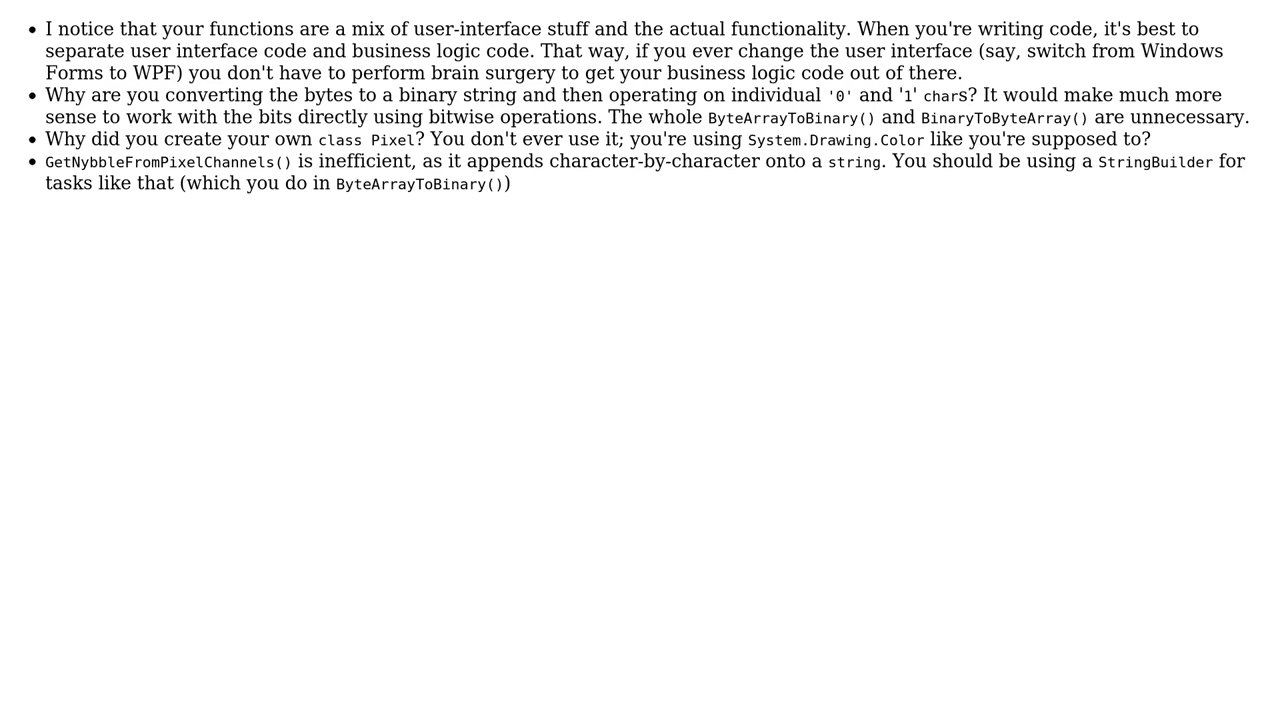 • I notice that your functions are a mix of user-interface stuff and the actual functionality. When you're writing code, it's best to
separate user interface code and business logic code. That way, if you ever change the user interface (say, switch from Windows
Forms to WPF) you don't have to perform brain surgery to get your business logic code out of there.
• Why are you converting the bytes to a binary string and then operating on individual '0' and '1' chars? It would make much more
sense to work with the bits directly using bitwise operations. The whole ByteArrayToBinary() and BinaryToByteArray() are unnecessary.
• Why did you create your own class Pixel? You don't ever use it; you're using System.Drawing.Color like you're supposed to?
• GetNybbleFromPixelChannels() is inefficient, as it appends character-by-character onto a string. You should be using a StringBuilder for
tasks like that (which you do in ByteArrayToBinary())